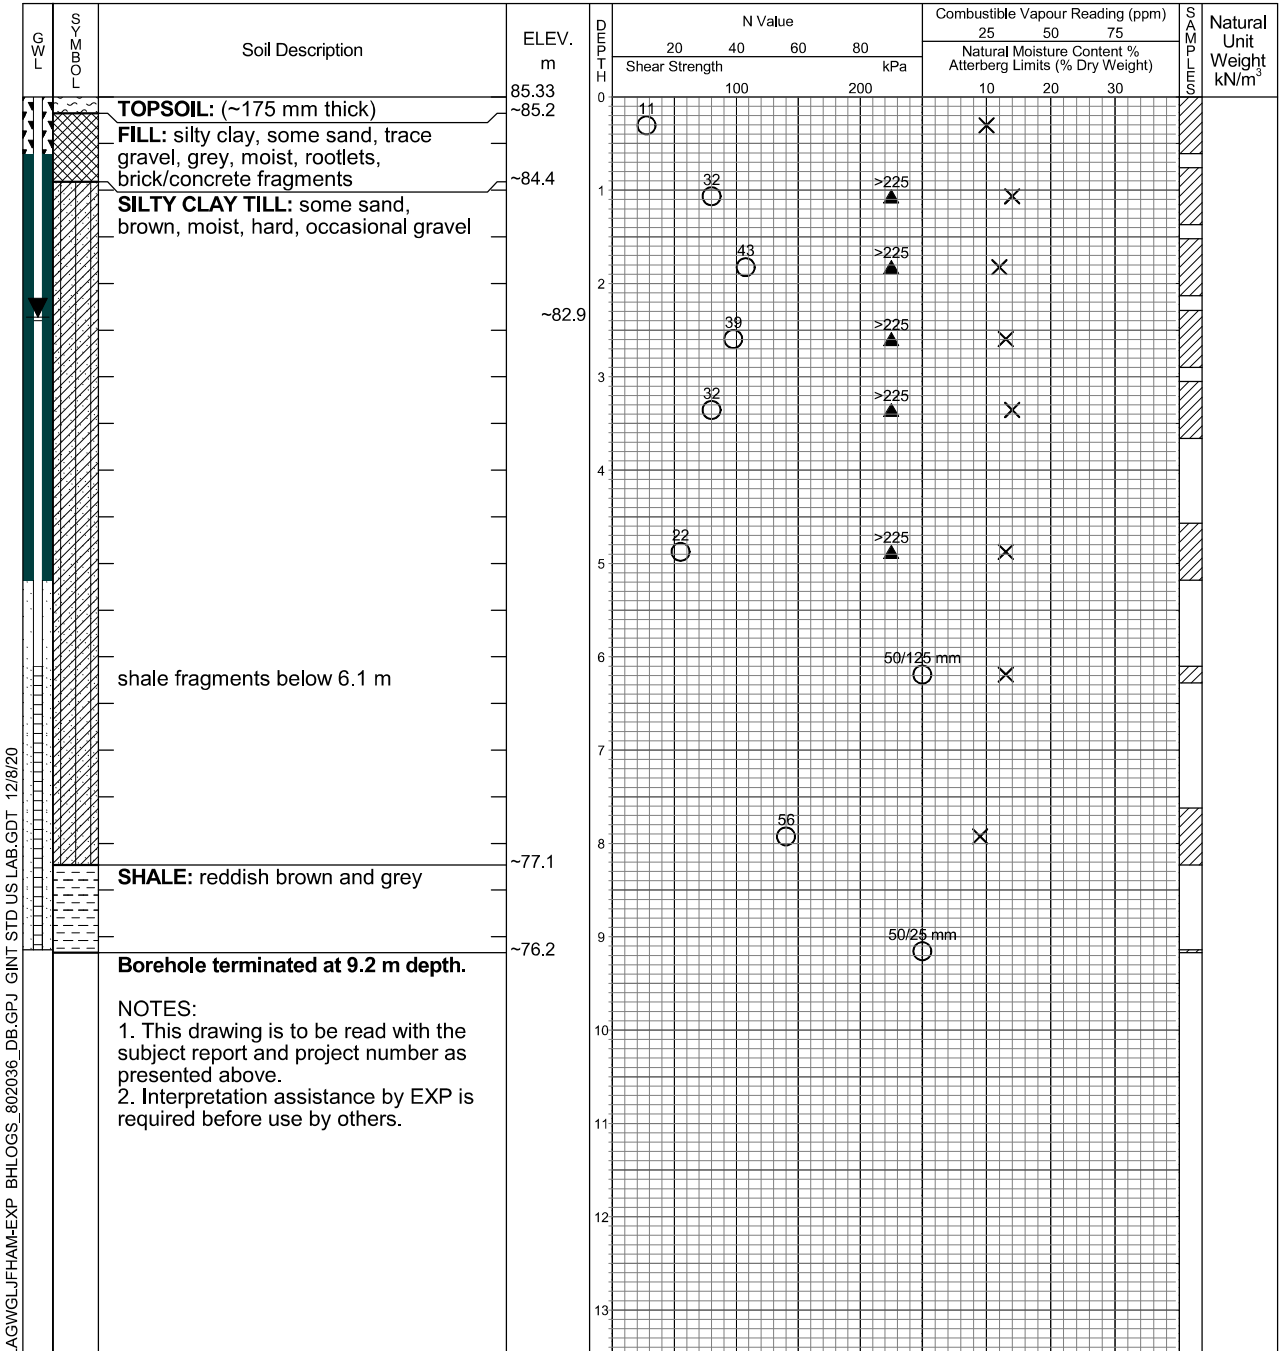 GWL
SYMBOL
Soil Description
ELEV.
m
DEPTH
N Value
20 40 60 80
Shear Strength kPa
100 200
Combustible Vapour Reading (ppm)
25 50 75
Natural Moisture Content %
Atterberg Limits (% Dry Weight)
10 20 30
SAMPLES
Natural
Unit
Weight
kN/m³
85.33
0
TOPSOIL: (~175 mm thick)
~85.2
11
FILL: silty clay, some sand, trace
gravel, grey, moist, rootlets,
brick/concrete fragments
~84.4
32
>225
1
SILTY CLAY TILL: some sand,
brown, moist, hard, occasional gravel
43
>225
2
~82.9
39
>225
3
32
>225
4
22
>225
5
6
50/125 mm
shale fragments below 6.1 m
7
56
8
~77.1
SHALE: reddish brown and grey
9
50/25 mm
~76.2
Borehole terminated at 9.2 m depth.
NOTES:
1. This drawing is to be read with the
subject report and project number as
presented above.
2. Interpretation assistance by EXP is
required before use by others.
10
11
12
13
AGWGLJFHAM-EXP BHLOGS_802036_DB.GPJ GINT STD US LAB.GDT 12/8/20